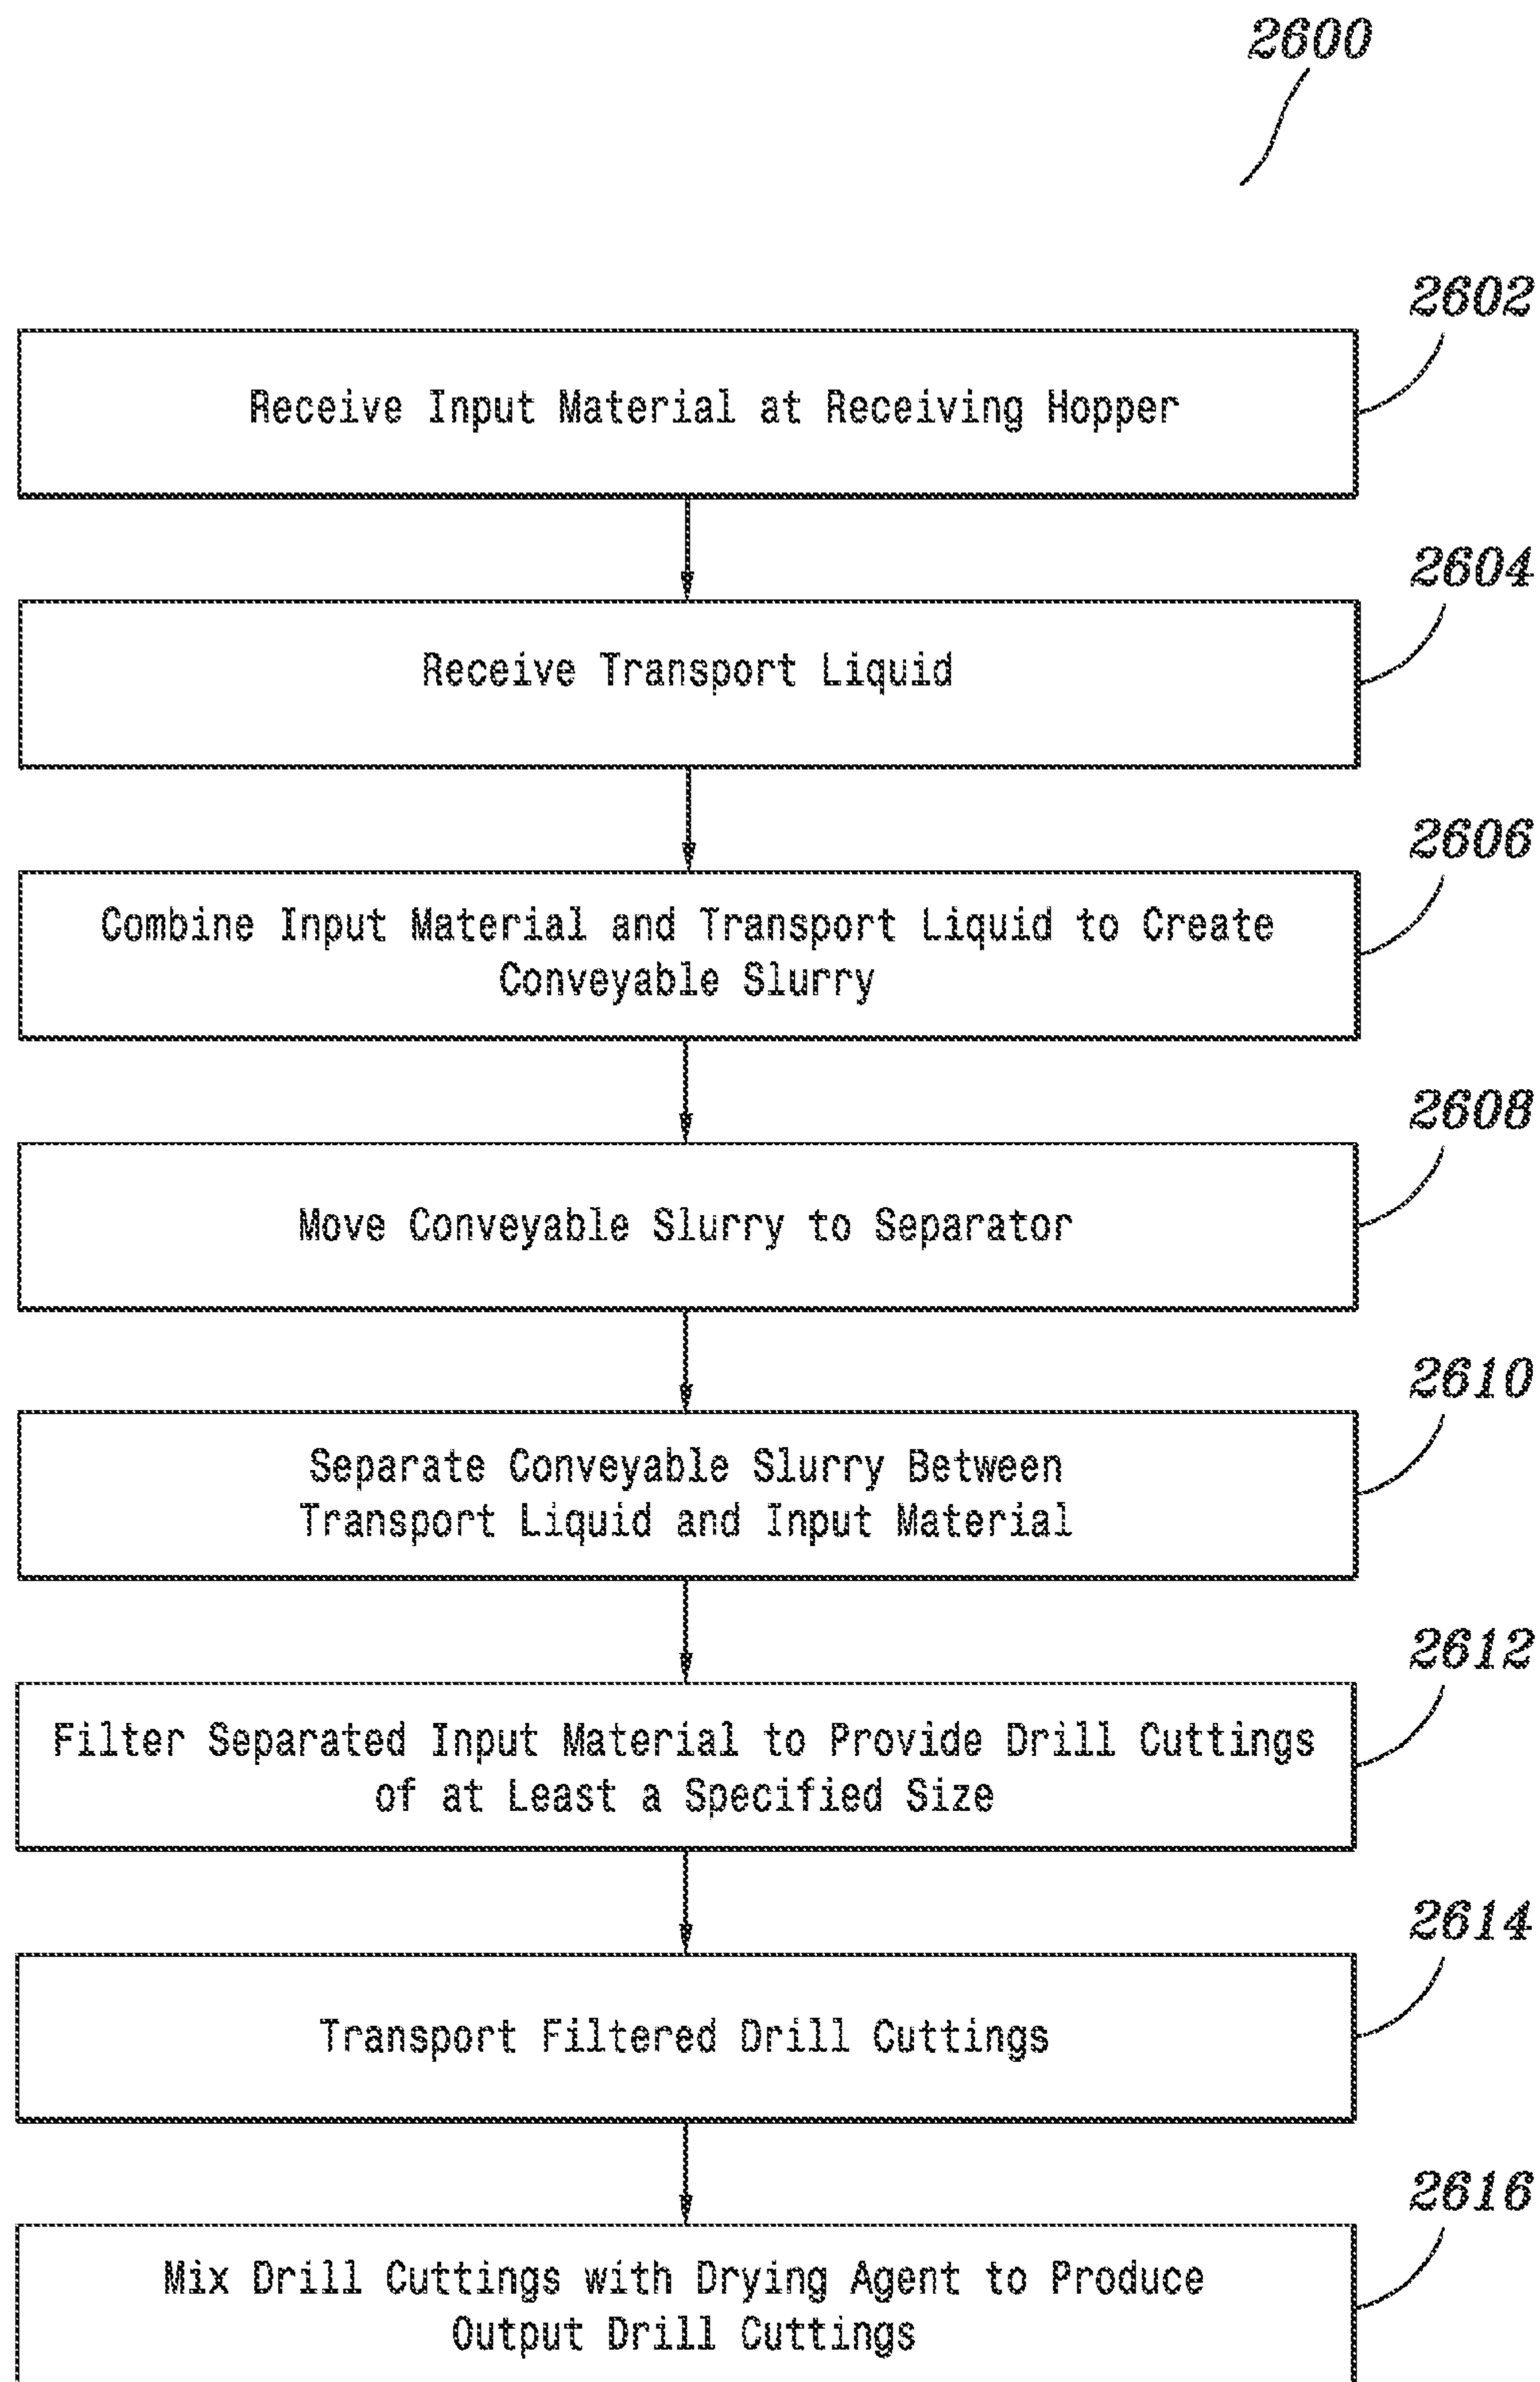 2600
2602
Receive Input Material at Receiving Hopper
2604
Receive Transport Liquid
2606
Combine Input Material and Transport Liquid to Create
Conveyable Slurry
2608
Move Conveyable Slurry to Separator
2610
Separate Conveyable Slurry Between
Transport Liquid and Input Material
2612
Filter Separated Input Material to Provide Drill Cuttings
of at Least a Specified Size
2614
Transport Filtered Drill Cuttings
2616
Mix Drill Cuttings with Drying Agent to Produce
Output Drill Cuttings